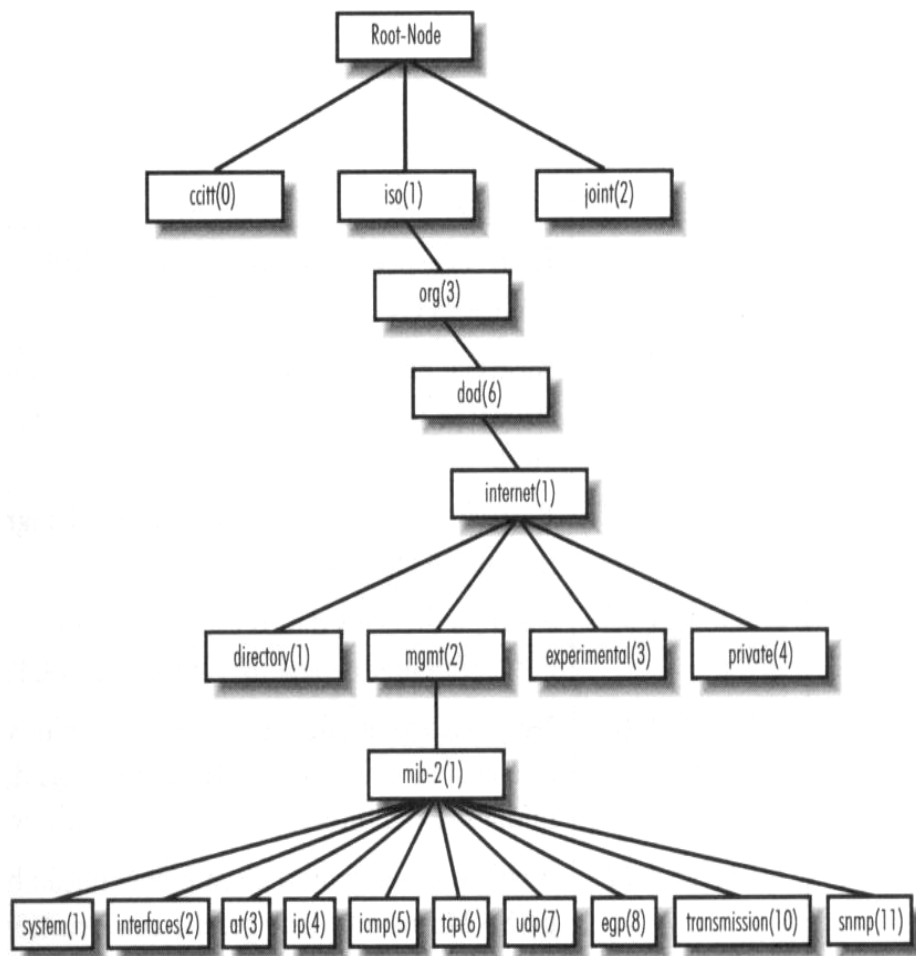 Root-Node
ccitt(0)
iso(1)
joint(2)
org(3)
dod(6)
internet(1)
directory(1)
mgmt(2)
experimental(3)
private(4)
mib-2(1)
system(1)
interfaces(2)
at(3)
ip(4)
icmp(5)
tcp(6)
udp(7)
egp(8)
transmission(10)
snmp(11)